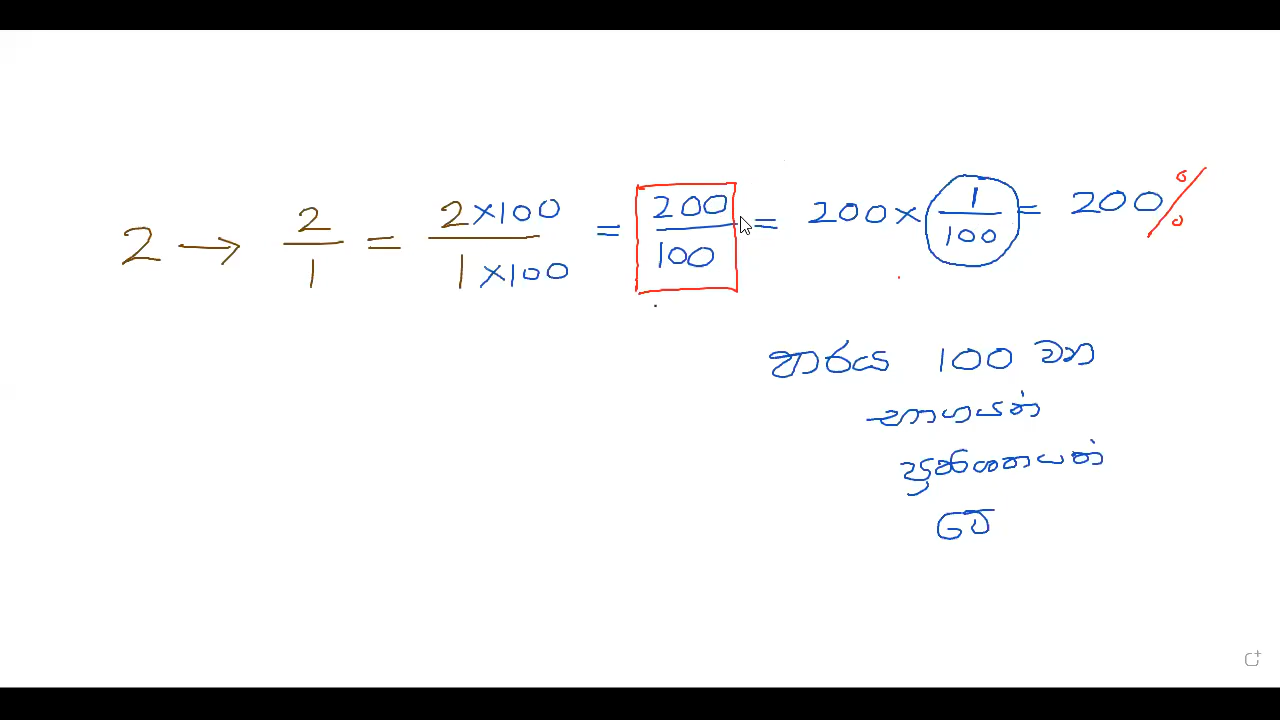 2 → 2/1 = 2×100/1×100 = 200/100 = 200 × 1/100 = 200%
හරය 100 වන
භාගයක්
ප්‍රතිශතයක්
වේ